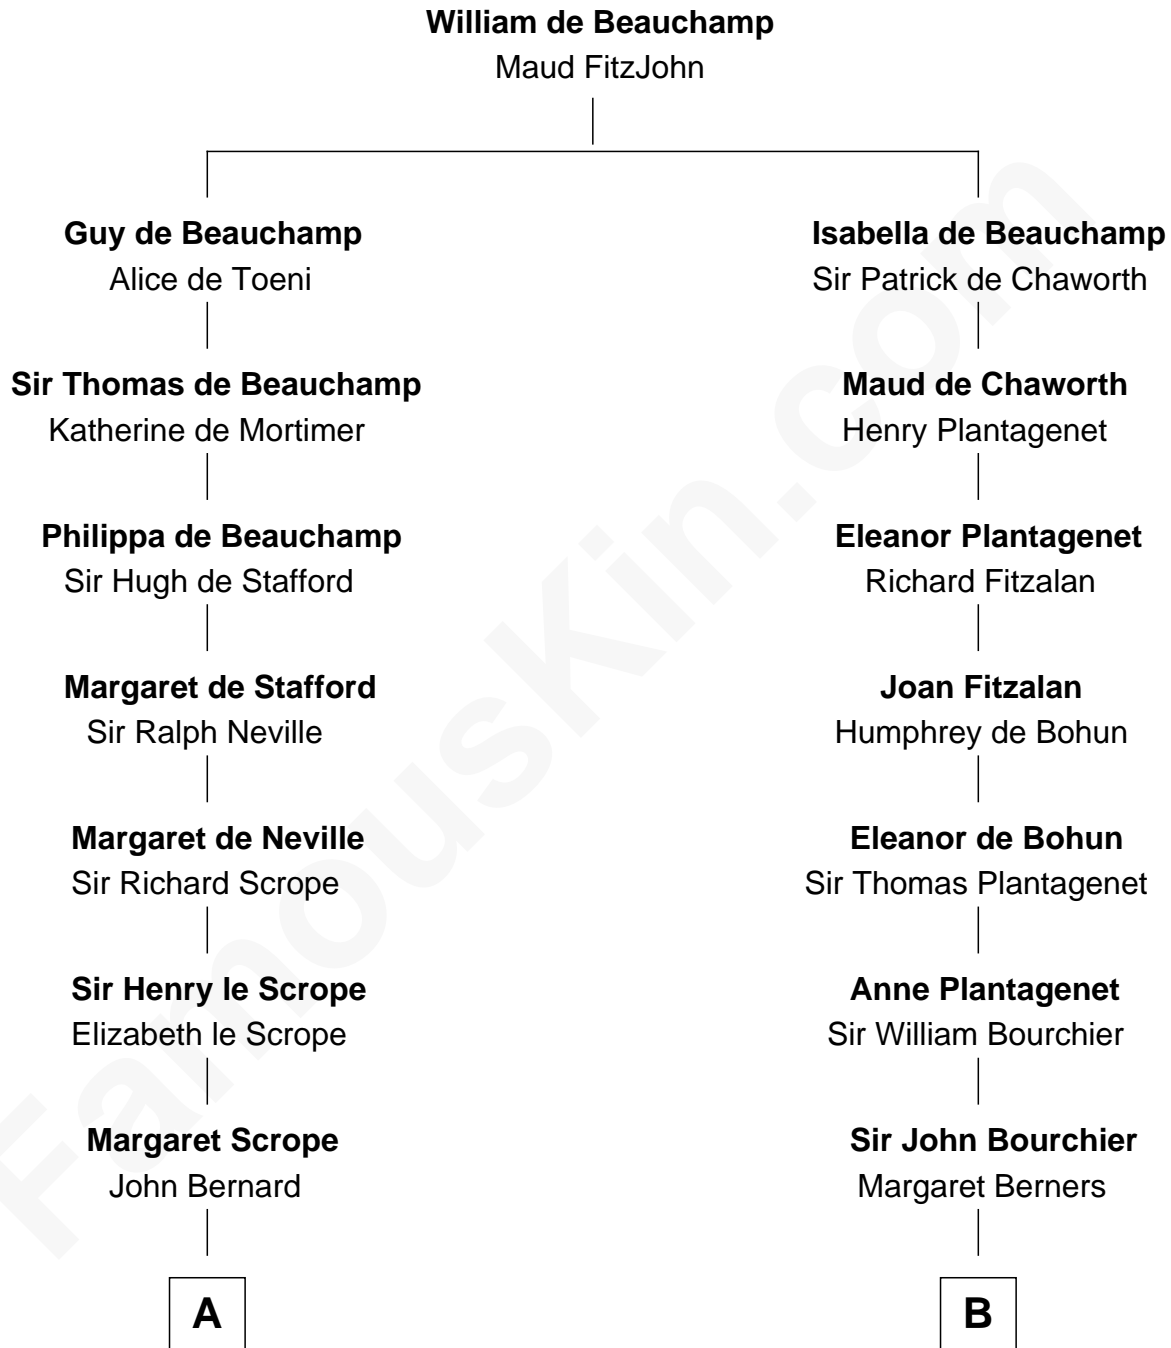 William de Beauchamp
Maud FitzJohn
Guy de Beauchamp
Alice de Toeni
Isabella de Beauchamp
Sir Patrick de Chaworth
Sir Thomas de Beauchamp
Katherine de Mortimer
Maud de Chaworth
Henry Plantagenet
Philippa de Beauchamp
Sir Hugh de Stafford
Eleanor Plantagenet
Richard Fitzalan
Margaret de Stafford
Sir Ralph Neville
Joan Fitzalan
Humphrey de Bohun
Margaret de Neville
Sir Richard Scrope
Eleanor de Bohun
Sir Thomas Plantagenet
Sir Henry le Scrope
Elizabeth le Scrope
Anne Plantagenet
Sir William Bourchier
Margaret Scrope
John Bernard
Sir John Bourchier
Margaret Berners
A
B
FamousKin.com